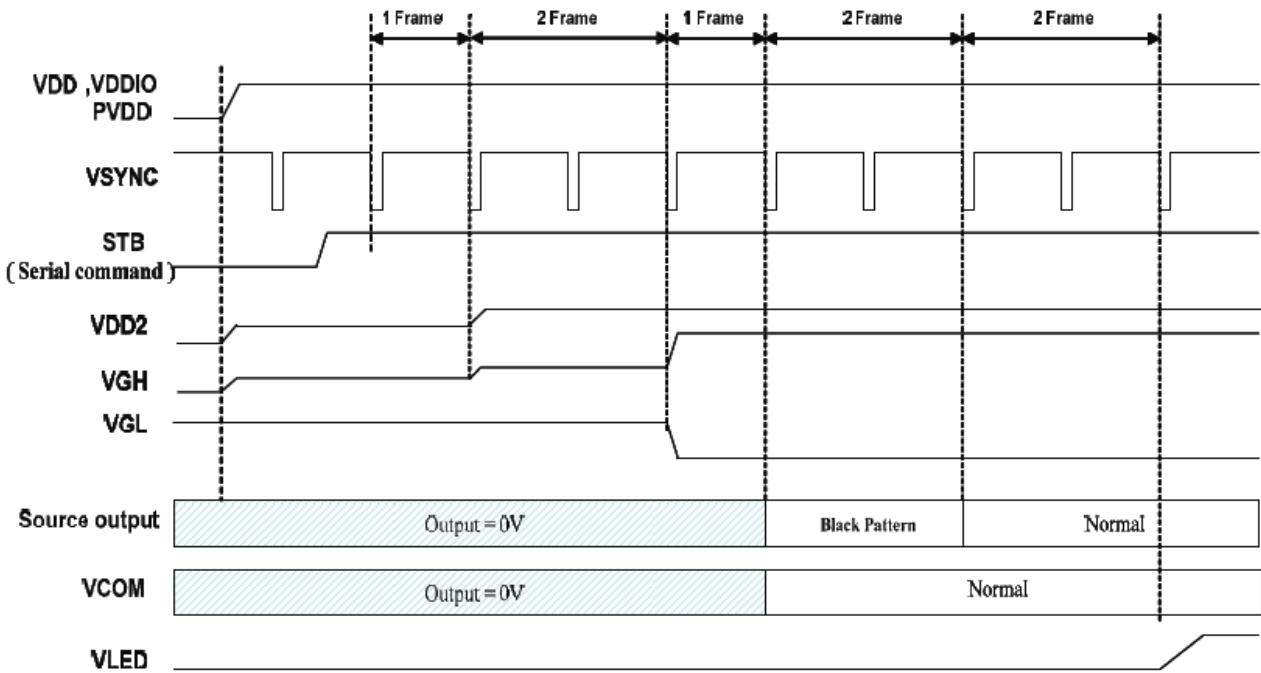 1 Frame
2 Frame
1 Frame
2 Frame
2 Frame
VDD ,VDDIO
PVDD
VSYNC
STB
( Serial command )
VDD2
VGH
VGL
Source output
Output = 0V
Black Pattern
Normal
VCOM
Output = 0V
Normal
VLED